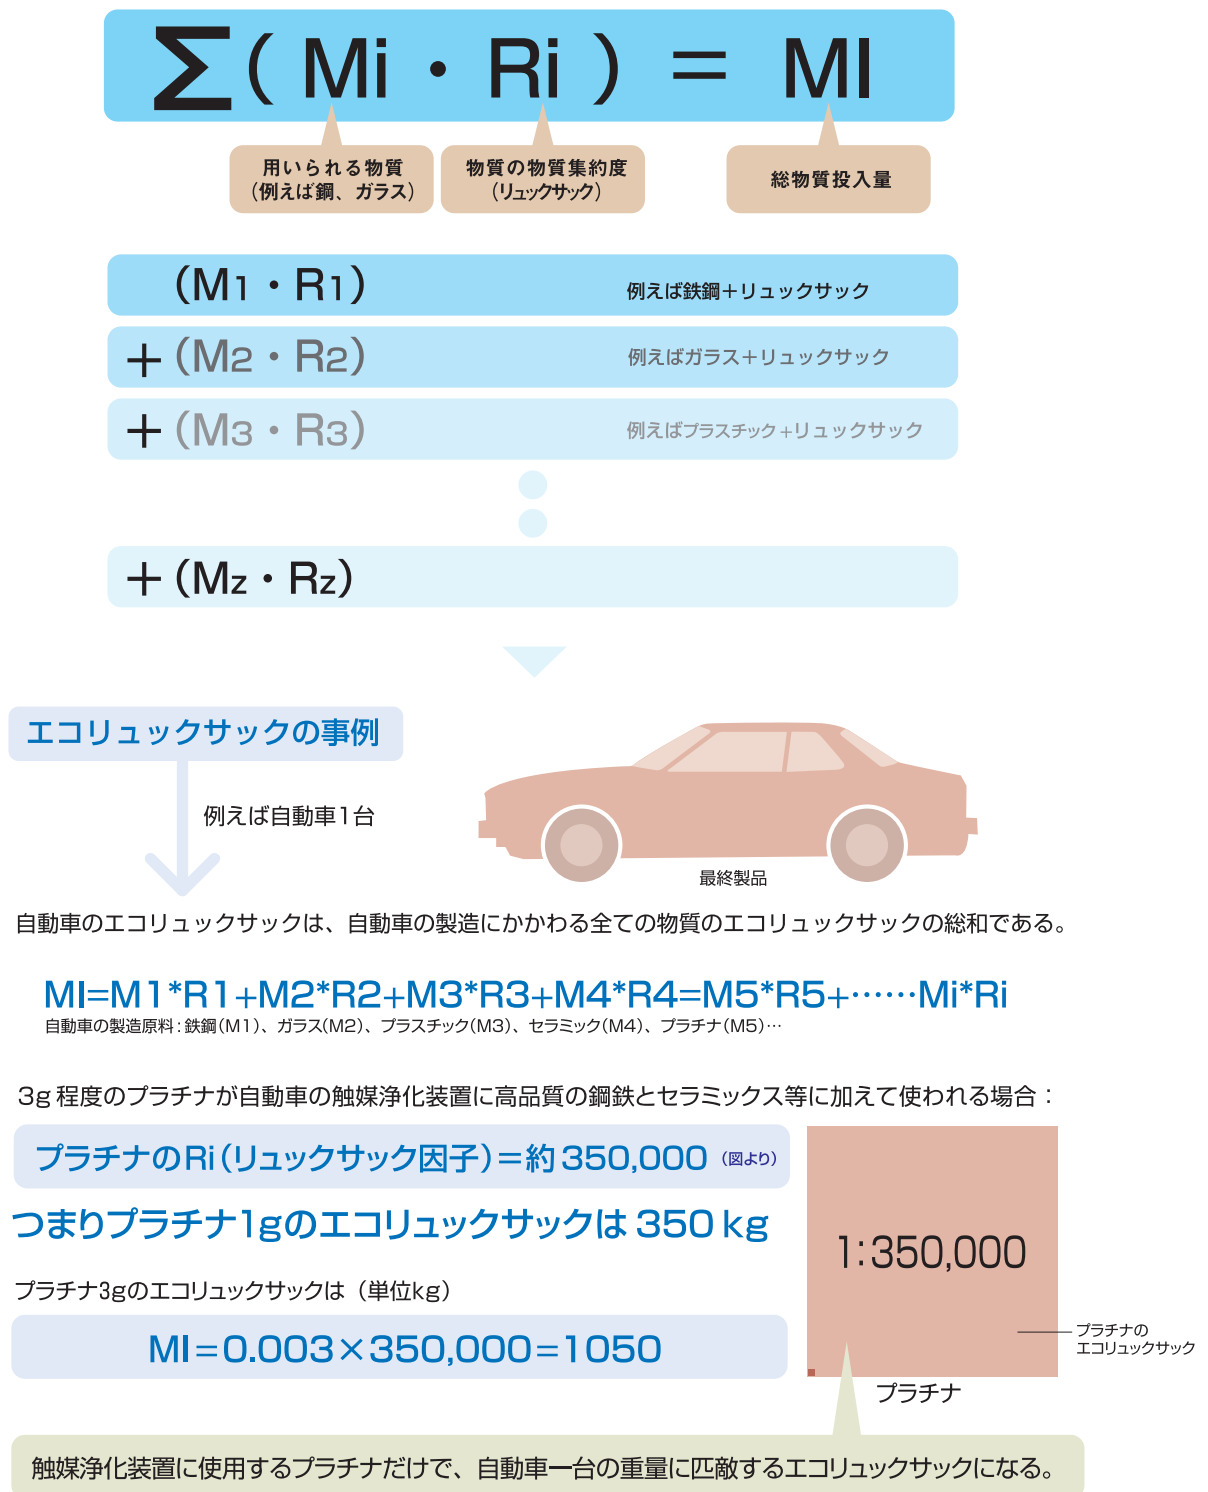 Σ( Mi ・ Ri ) = MI
用いられる物質
(例えば鋼、ガラス)
物質の物質集約度
(リュックサック)
総物質投入量
(M1・R1) 例えば鉄鋼+リュックサック
+(M2・R2) 例えばガラス+リュックサック
+(M3・R3) 例えばプラスチック+リュックサック
+(Mz・Rz)
エコリュックサックの事例
例えば自動車1台
最終製品
自動車のエコリュックサックは、自動車の製造にかかわる全ての物質のエコリュックサックの総和である。
MI=M1*R1+M2*R2+M3*R3+M4*R4=M5*R5+……Mi*Ri
自動車の製造原料:鉄鋼(M1)、ガラス(M2)、プラスチック(M3)、セラミック(M4)、プラチナ(M5)…
3g程度のプラチナが自動車の触媒浄化装置に高品質の鋼鉄とセラミックス等に加えて使われる場合:
プラチナのRi(リュックサック因子)=約350,000 (図より)
つまりプラチナ1gのエコリュックサックは 350 kg
プラチナ3gのエコリュックサックは(単位kg)
MI=0.003×350,000=1050
1:350,000
プラチナの
エコリュックサック
プラチナ
触媒浄化装置に使用するプラチナだけで、自動車一台の重量に匹敵するエコリュックサックになる。